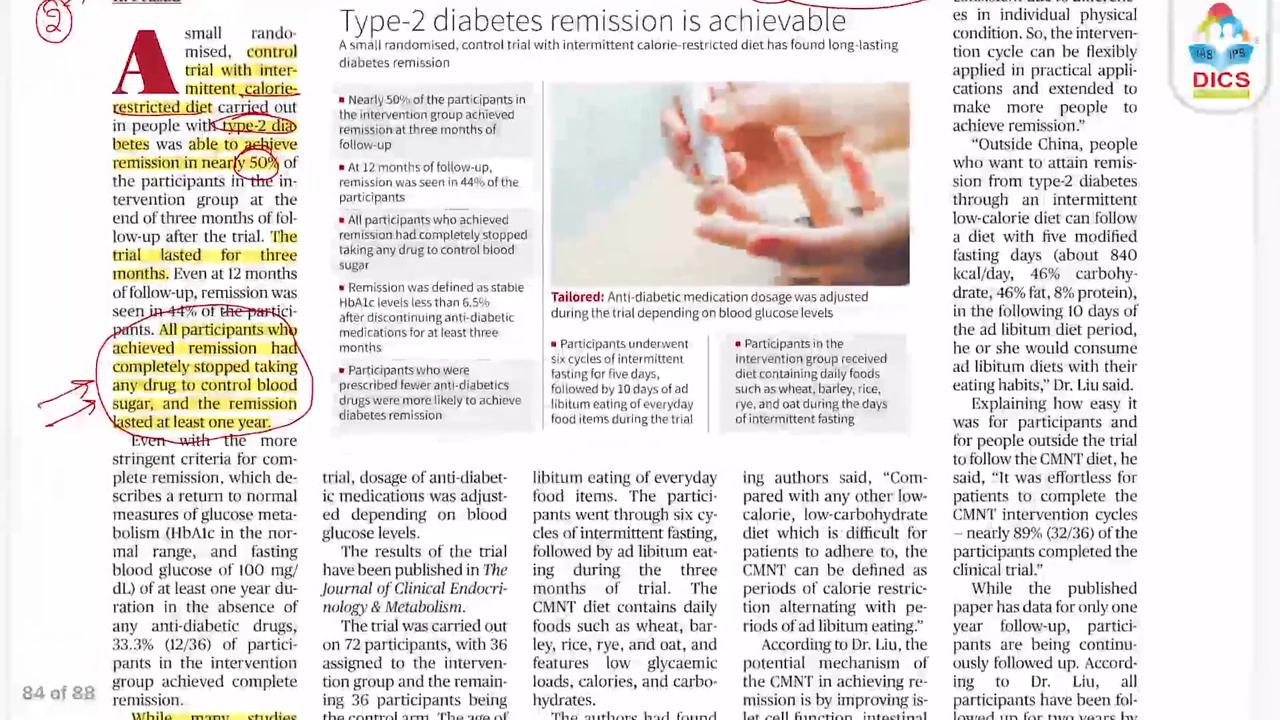 2
Type-2 diabetes remission is achievable
A small randomised, control trial with intermittent calorie-restricted diet has found long-lasting
diabetes remission
A small rando-
mised, control
trial with inter-
mittent calorie-
restricted diet carried out
in people with type-2 dia
betes was able to achieve
remission in nearly 50% of
the participants in the in-
tervention group at the
end of three months of fol-
low-up after the trial. The
trial lasted for three
months. Even at 12 months
of follow-up, remission was
seen in 44% of the partici-
pants. All participants who
achieved remission had
completely stopped taking
any drug to control blood
sugar, and the remission
lasted at least one year.
Even with the more
stringent criteria for com-
plete remission, which de-
scribes a return to normal
measures of glucose meta-
bolism (HbA1c in the nor-
mal range, and fasting
blood glucose of 100 mg/
dL) of at least one year du-
ration in the absence of
any anti-diabetic drugs,
33.3% (12/36) of partici-
pants in the intervention
group achieved complete
remission.
While many studies
▪ Nearly 50% of the participants in
the intervention group achieved
remission at three months of
follow-up
▪ At 12 months of follow-up,
remission was seen in 44% of the
participants
▪ All participants who achieved
remission had completely stopped
taking any drug to control blood
sugar
▪ Remission was defined as stable
HbA1c levels less than 6.5%
after discontinuing anti-diabetic
medications for at least three
months
▪ Participants who were
prescribed fewer anti-diabetics
drugs were more likely to achieve
diabetes remission
Tailored: Anti-diabetic medication dosage was adjusted
during the trial depending on blood glucose levels
▪ Participants underwent
six cycles of intermittent
fasting for five days,
followed by 10 days of ad
libitum eating of everyday
food items during the trial
▪ Participants in the
intervention group received
diet containing daily foods
such as wheat, barley, rice,
rye, and oat during the days
of intermittent fasting
trial, dosage of anti-diabet-
ic medications was adjust-
ed depending on blood
glucose levels.
The results of the trial
have been published in The
Journal of Clinical Endocri-
nology & Metabolism.
The trial was carried out
on 72 participants, with 36
assigned to the interven-
tion group and the remain-
ing 36 participants being
the control arm. The age of
libitum eating of everyday
food items. The partici-
pants went through six cy-
cles of intermittent fasting,
followed by ad libitum eat-
ing during the three
months of trial. The
CMNT diet contains daily
foods such as wheat, bar-
ley, rice, rye, and oat, and
features low glycaemic
loads, calories, and carbo-
hydrates.
The authors had found
ing authors said, “Com-
pared with any other low-
calorie, low-carbohydrate
diet which is difficult for
patients to adhere to, the
CMNT can be defined as
periods of calorie restric-
tion alternating with pe-
riods of ad libitum eating.”
According to Dr. Liu, the
potential mechanism of
the CMNT in achieving re-
mission is by improving is-
let cell function, intestinal
es in individual physical
condition. So, the interven-
tion cycle can be flexibly
applied in practical appli-
cations and extended to
make more people to
achieve remission.”
“Outside China, people
who want to attain remis-
sion from type-2 diabetes
through an intermittent
low-calorie diet can follow
a diet with five modified
fasting days (about 840
kcal/day, 46% carbohy-
drate, 46% fat, 8% protein),
in the following 10 days of
the ad libitum diet period,
he or she would consume
ad libitum diets with their
eating habits,” Dr. Liu said.
Explaining how easy it
was for participants and
for people outside the trial
to follow the CMNT diet, he
said, “It was effortless for
patients to complete the
CMNT intervention cycles
– nearly 89% (32/36) of the
participants completed the
clinical trial.”
While the published
paper has data for only one
year follow-up, partici-
pants are being continu-
ously followed up. Accord-
ing to Dr. Liu, all
participants have been fol-
lowed up for two years by
IAS IPS
DICS
84 of 88